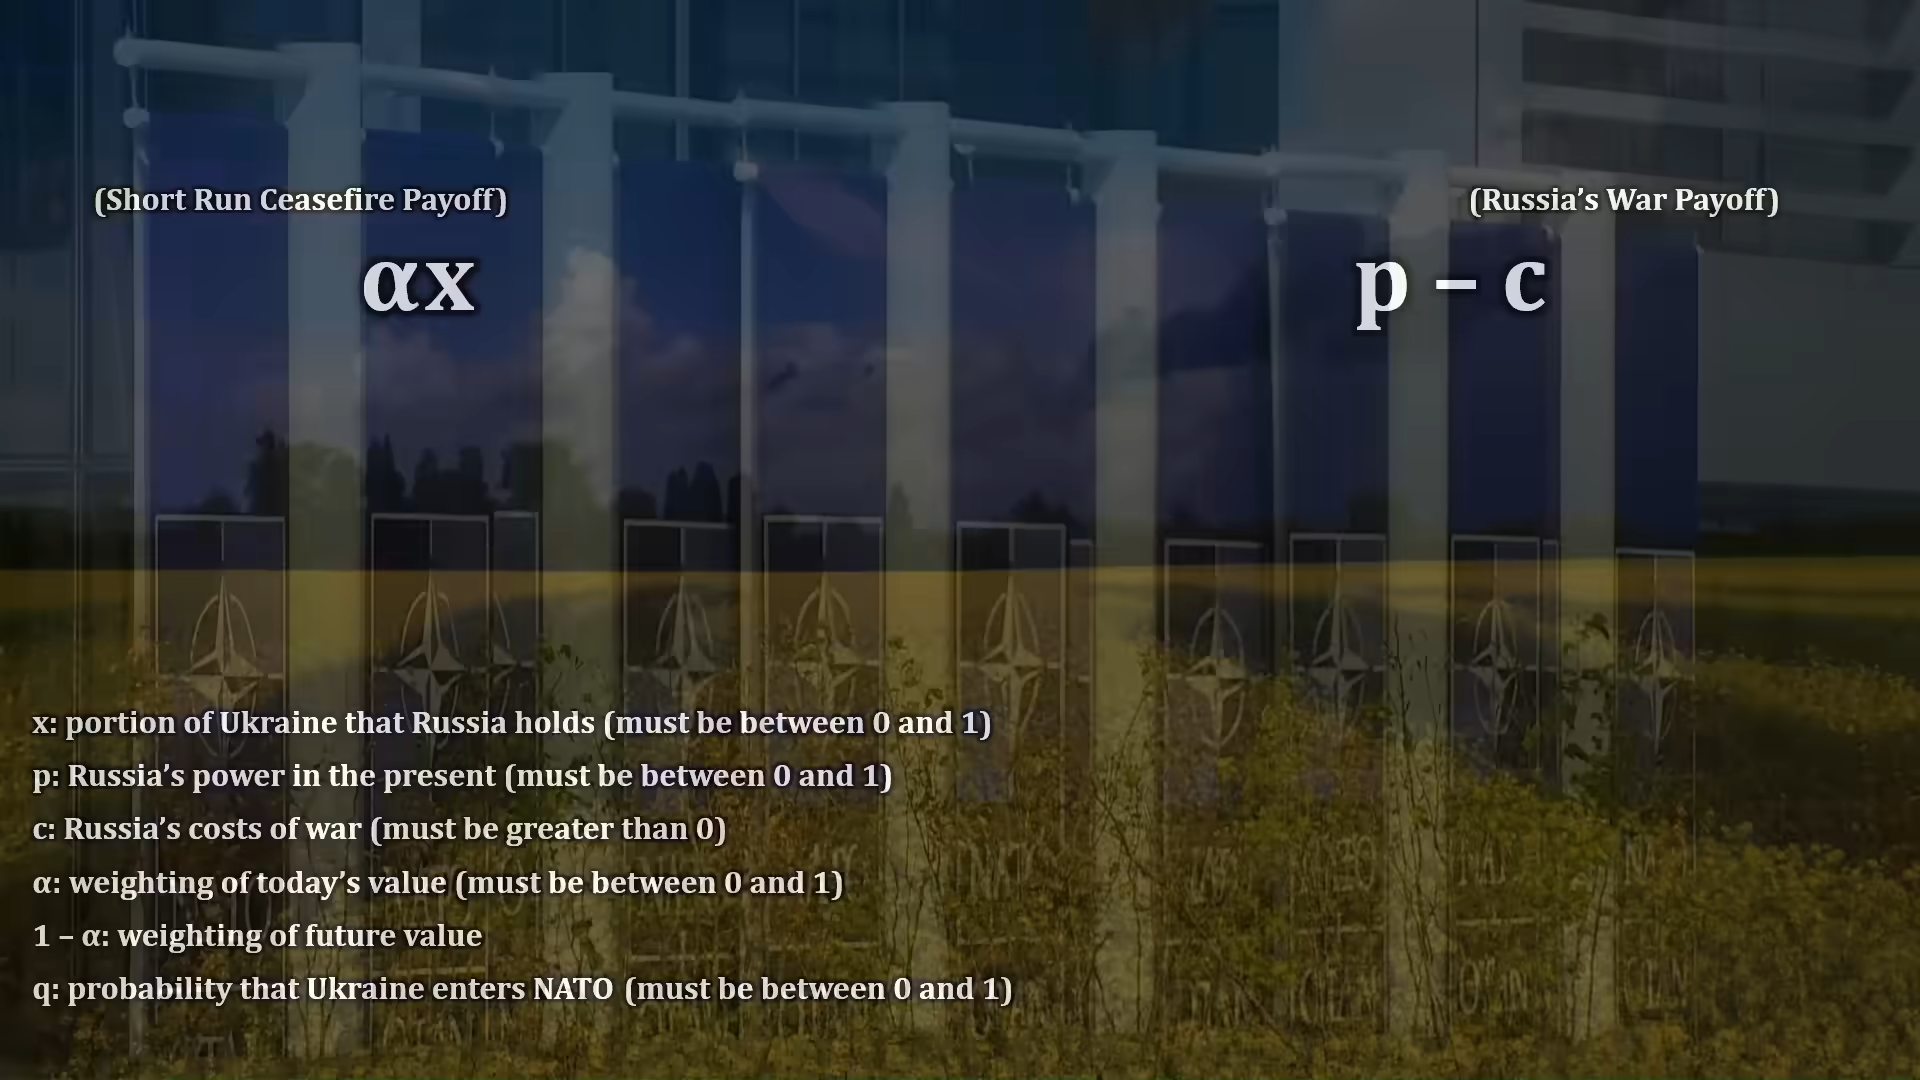 (Short Run Ceasefire Payoff)
(Russia’s War Payoff)
αx
p – c
x: portion of Ukraine that Russia holds (must be between 0 and 1)
p: Russia’s power in the present (must be between 0 and 1)
c: Russia’s costs of war (must be greater than 0)
α: weighting of today’s value (must be between 0 and 1)
1 – α: weighting of future value
q: probability that Ukraine enters NATO (must be between 0 and 1)